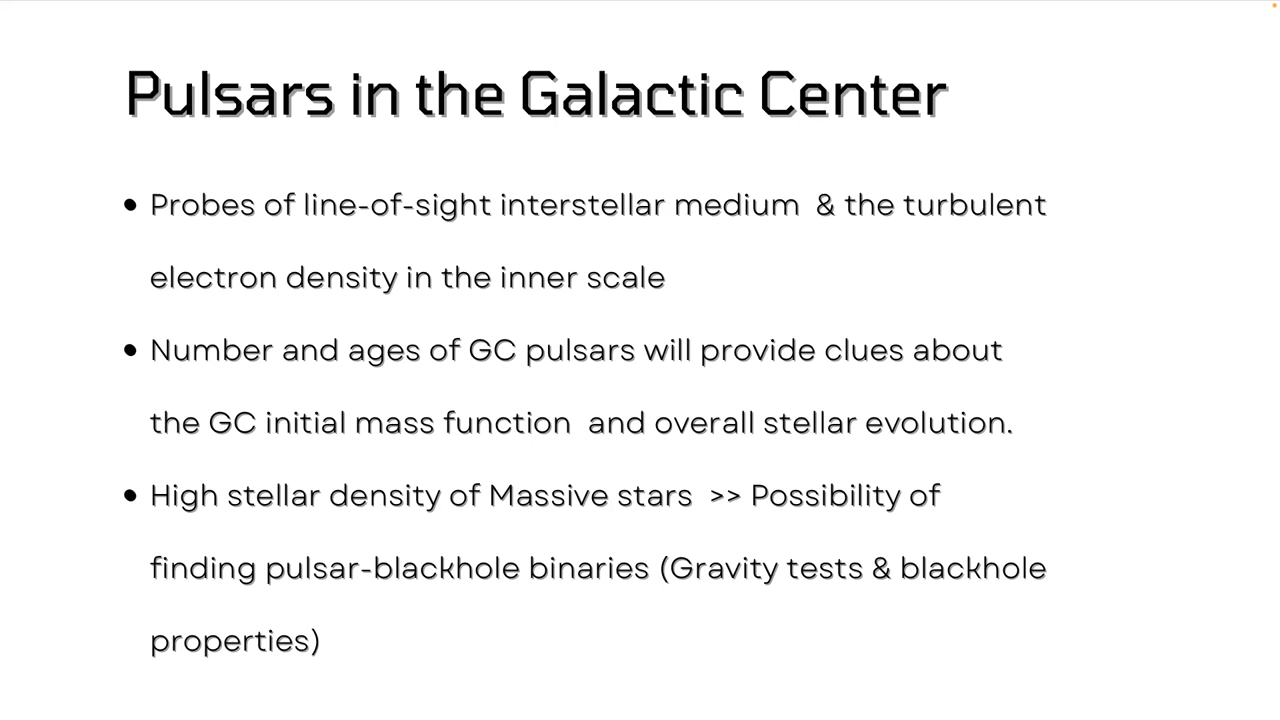 Pulsars in the Galactic Center
• Probes of line-of-sight interstellar medium & the turbulent
electron density in the inner scale
• Number and ages of GC pulsars will provide clues about
the GC initial mass function and overall stellar evolution.
• High stellar density of Massive stars >> Possibility of
finding pulsar-blackhole binaries (Gravity tests & blackhole
properties)